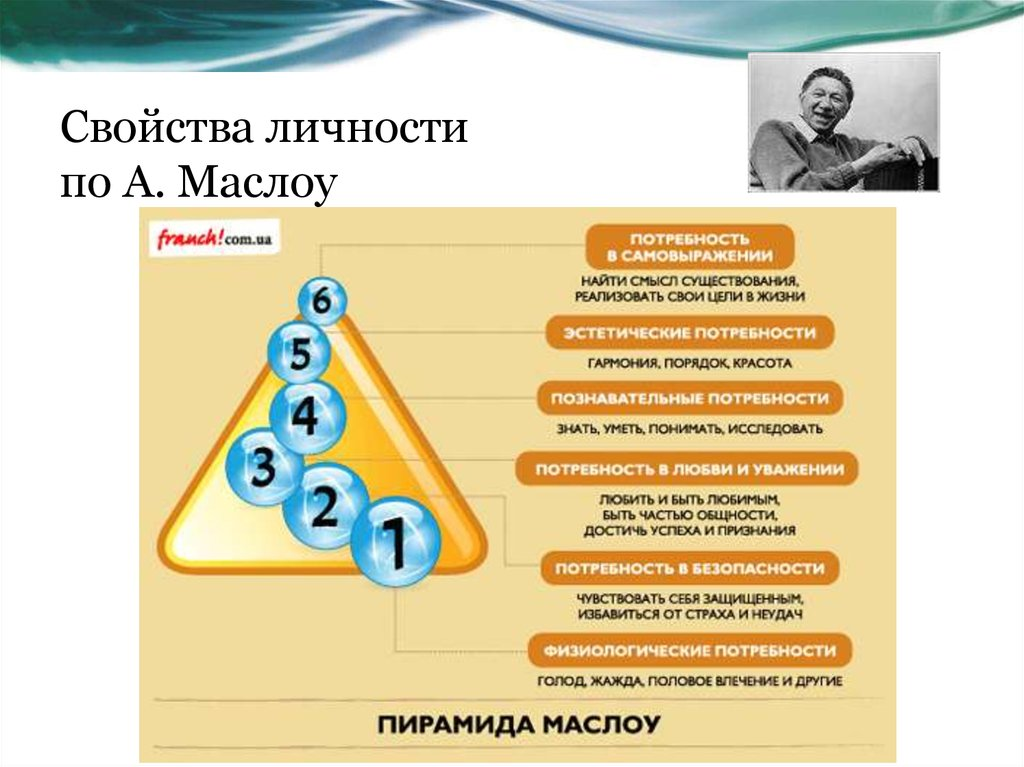 Свойства личности
по А. Маслоу
franch!com.ua
ПОТРЕБНОСТЬ
В САМОВЫРАЖЕНИИ
НАЙТИ СМЫСЛ СУЩЕСТВОВАНИЯ,
РЕАЛИЗОВАТЬ СВОИ ЦЕЛИ В ЖИЗНИ
6
ЭСТЕТИЧЕСКИЕ ПОТРЕБНОСТИ
ГАРМОНИЯ, ПОРЯДОК, КРАСОТА
5
ПОЗНАВАТЕЛЬНЫЕ ПОТРЕБНОСТИ
ЗНАТЬ, УМЕТЬ, ПОНИМАТЬ, ИССЛЕДОВАТЬ
4
ПОТРЕБНОСТЬ В ЛЮБВИ И УВАЖЕНИИ
ЛЮБИТЬ И БЫТЬ ЛЮБИМЫМ,
БЫТЬ ЧАСТЬЮ ОБЩНОСТИ,
ДОСТИЧЬ УСПЕХА И ПРИЗНАНИЯ
3
ПОТРЕБНОСТЬ В БЕЗОПАСНОСТИ
ЧУВСТВОВАТЬ СЕБЯ ЗАЩИЩЕННЫМ,
ИЗБАВИТЬСЯ ОТ СТРАХА И НЕУДАЧ
2
ФИЗИОЛОГИЧЕСКИЕ ПОТРЕБНОСТИ
ГОЛОД, ЖАЖДА, ПОЛОВОЕ ВЛЕЧЕНИЕ И ДРУГИЕ
1
ПИРАМИДА МАСЛОУ